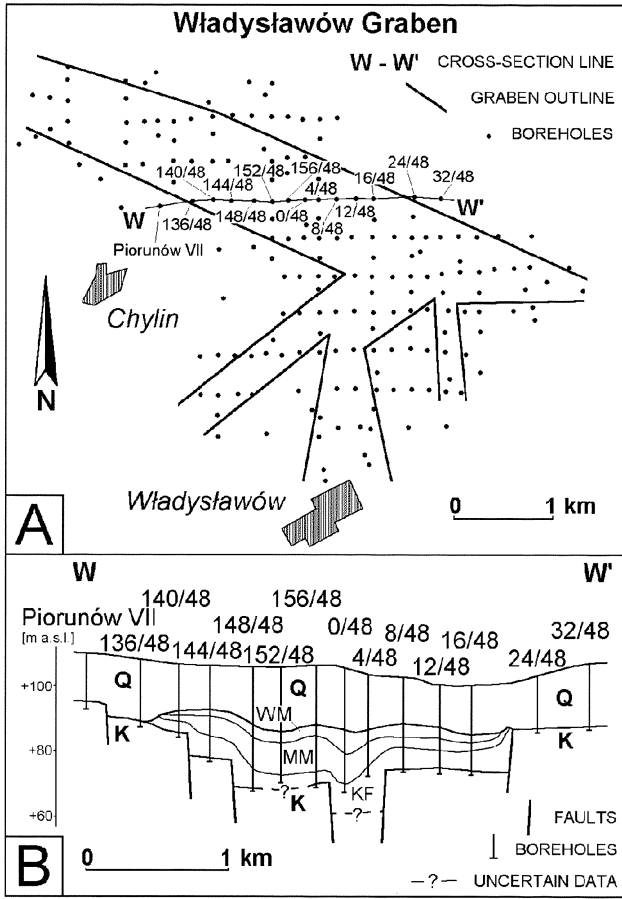 Władysławów Graben
W - W' CROSS-SECTION LINE
GRABEN OUTLINE
BOREHOLES
140/48
144/48
152/48
156/48
4/48
16/48
24/48
32/48
W
W'
136/48
148/48
0/48
8/48
12/48
Piorunów VII
Chylin
N
Władysławów
0 1 km
A
W W'
140/48
156/48
Piorunów VII
148/48
0/48
8/48
16/48
32/48
[m a.s.l.]
136/48
144/48
152/48
4/48
12/48
24/48
+100
Q
Q
Q
WM
K
K
+80
MM
K
KF
?
?
+60
FAULTS
BOREHOLES
0 1 km
–?– UNCERTAIN DATA
B